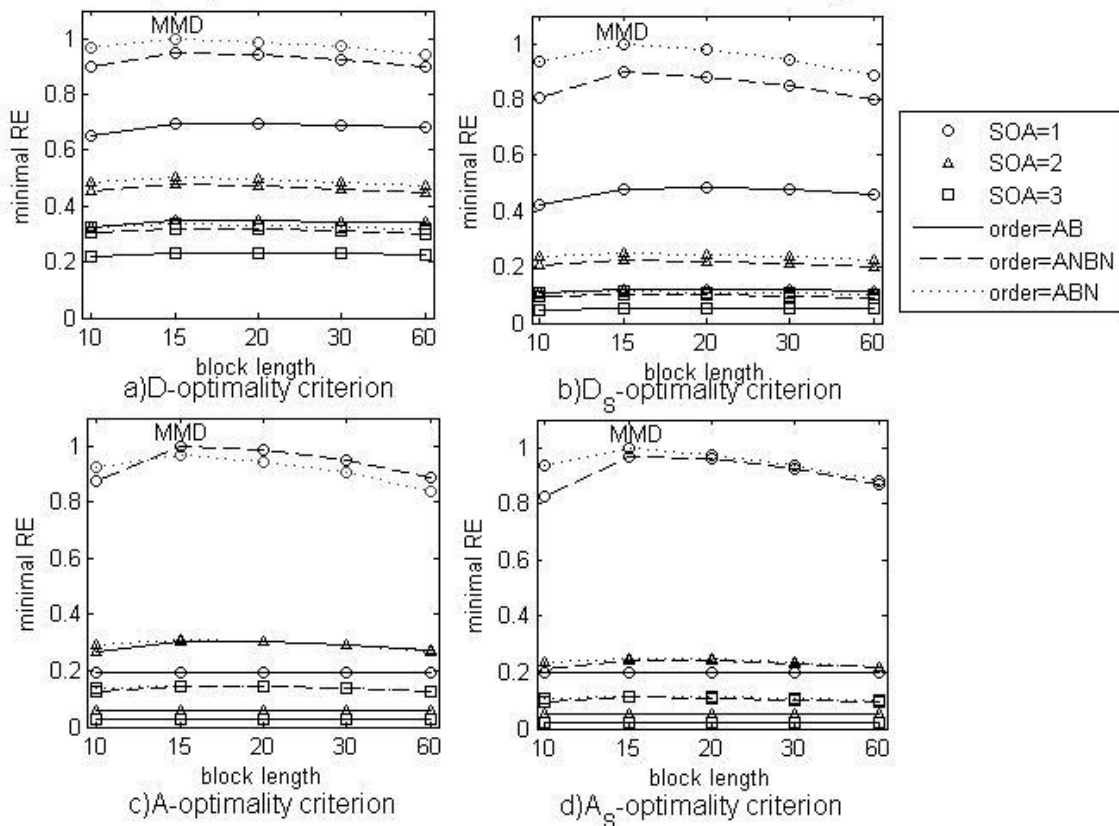 MMD
1
0.8
0.6
0.4
0.2
0
minimal RE
10 15 20 30 60
block length
a)D-optimality criterion
MMD
1
0.8
0.6
0.4
0.2
0
minimal RE
10 15 20 30 60
block length
b)D_S-optimality criterion
SOA=1
SOA=2
SOA=3
order=AB
order=ANBN
order=ABN
MMD
1
0.8
0.6
0.4
0.2
0
minimal RE
10 15 20 30 60
block length
c)A-optimality criterion
MMD
1
0.8
0.6
0.4
0.2
0
minimal RE
10 15 20 30 60
block length
d)A_S-optimality criterion